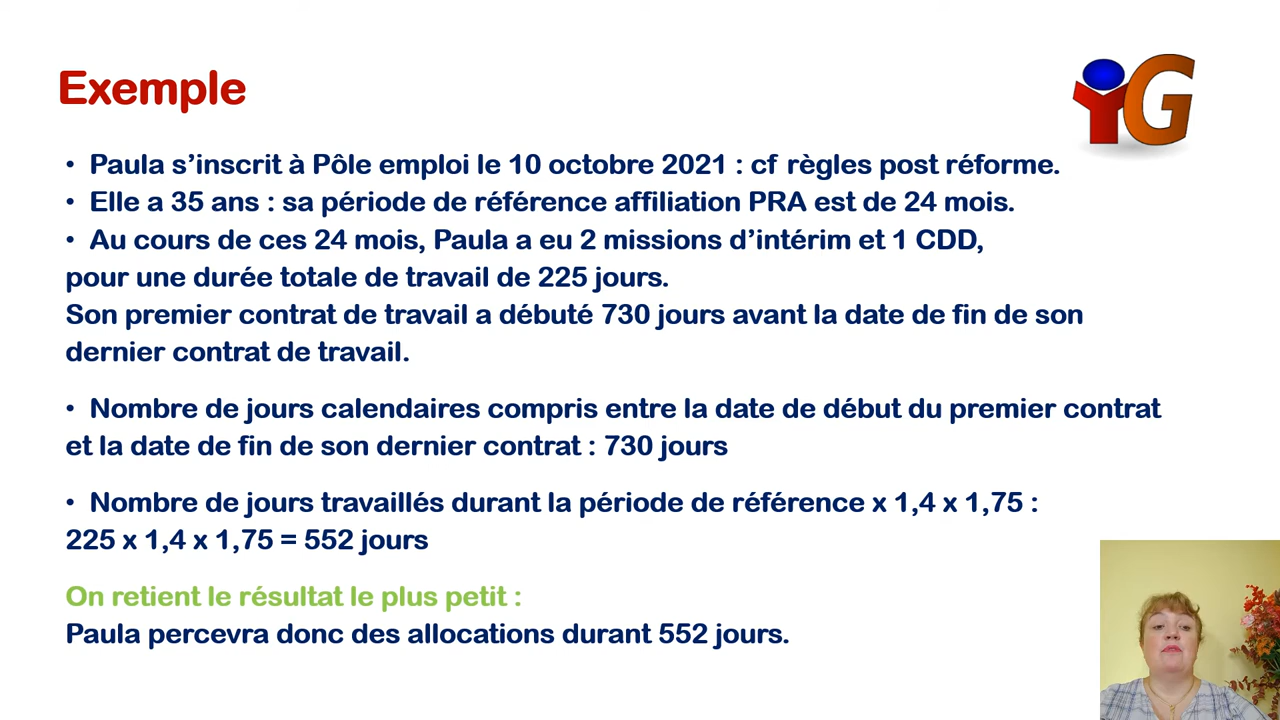 Exemple
YG
• Paula s’inscrit à Pôle emploi le 10 octobre 2021 : cf règles post réforme.
• Elle a 35 ans : sa période de référence affiliation PRA est de 24 mois.
• Au cours de ces 24 mois, Paula a eu 2 missions d’intérim et 1 CDD,
pour une durée totale de travail de 225 jours.
Son premier contrat de travail a débuté 730 jours avant la date de fin de son
dernier contrat de travail.
• Nombre de jours calendaires compris entre la date de début du premier contrat
et la date de fin de son dernier contrat : 730 jours
• Nombre de jours travaillés durant la période de référence x 1,4 x 1,75 :
225 x 1,4 x 1,75 = 552 jours
On retient le résultat le plus petit :
Paula percevra donc des allocations durant 552 jours.